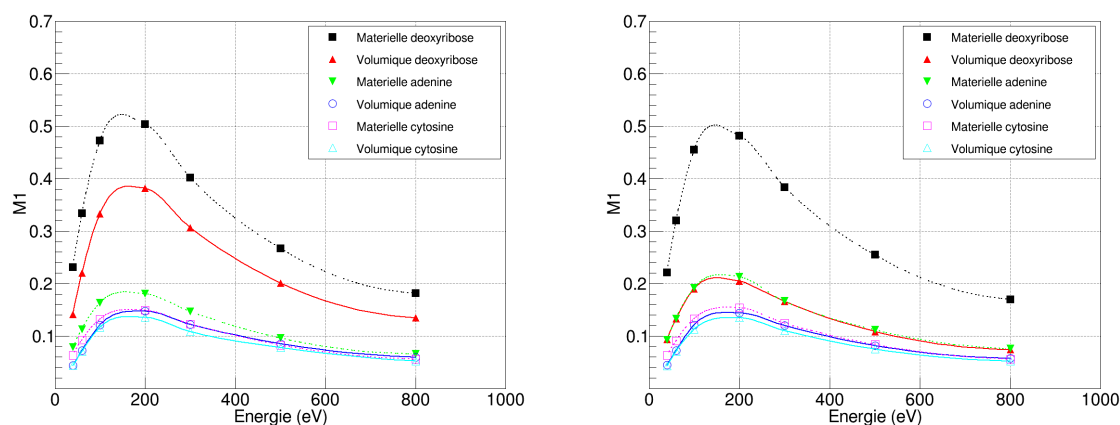 0.7
0.6
0.5
0.4
0.3
0.2
0.1
M1
0 200 400 600 800 1000
Energie (eV)
Materielle deoxyribose
Volumique deoxyribose
Materielle adenine
Volumique adenine
Materielle cytosine
Volumique cytosine
0.7
0.6
0.5
0.4
0.3
0.2
0.1
M1
0 200 400 600 800 1000
Energie (eV)
Materielle deoxyribose
Volumique deoxyribose
Materielle adenine
Volumique adenine
Materielle cytosine
Volumique cytosine